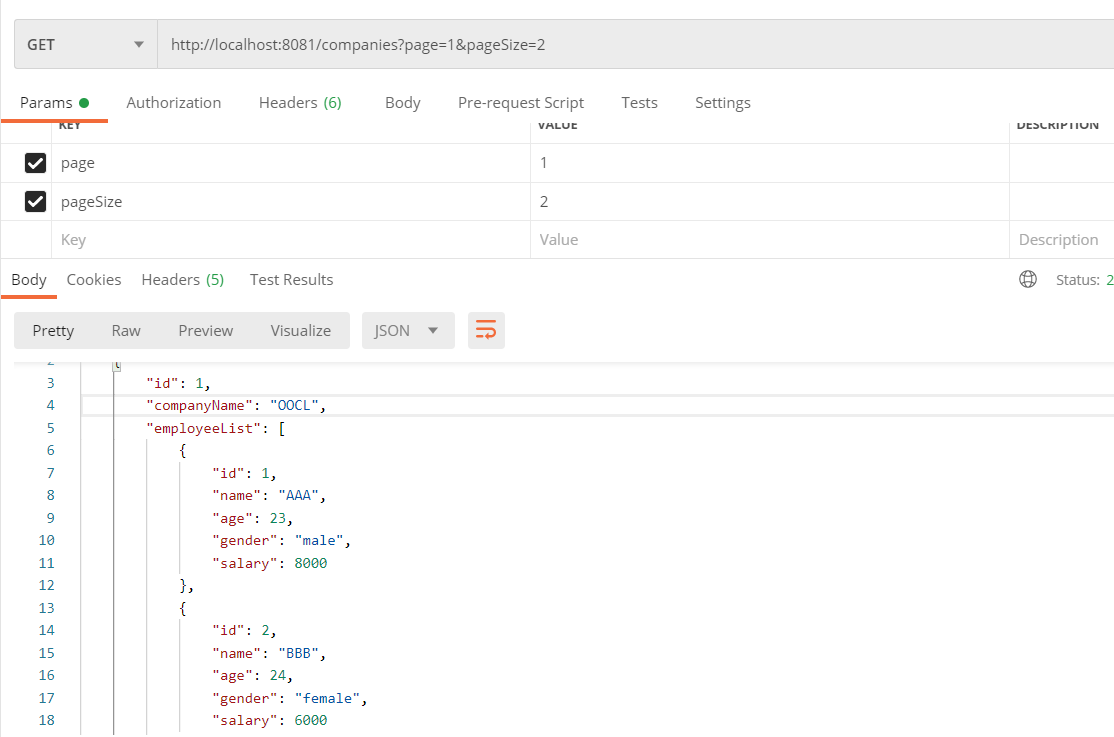 GET http://localhost:8081/companies?page=1&pageSize=2
Params Authorization Headers (6) Body Pre-request Script Tests Settings
KEY VALUE DESCRIPTION
page 1
pageSize 2
Key Value Description
Body Cookies Headers (5) Test Results Status: 2
Pretty Raw Preview Visualize JSON
2 {
3 "id": 1,
4 "companyName": "OOCL",
5 "employeeList": [
6 {
7 "id": 1,
8 "name": "AAA",
9 "age": 23,
10 "gender": "male",
11 "salary": 8000
12 },
13 {
14 "id": 2,
15 "name": "BBB",
16 "age": 24,
17 "gender": "female",
18 "salary": 6000